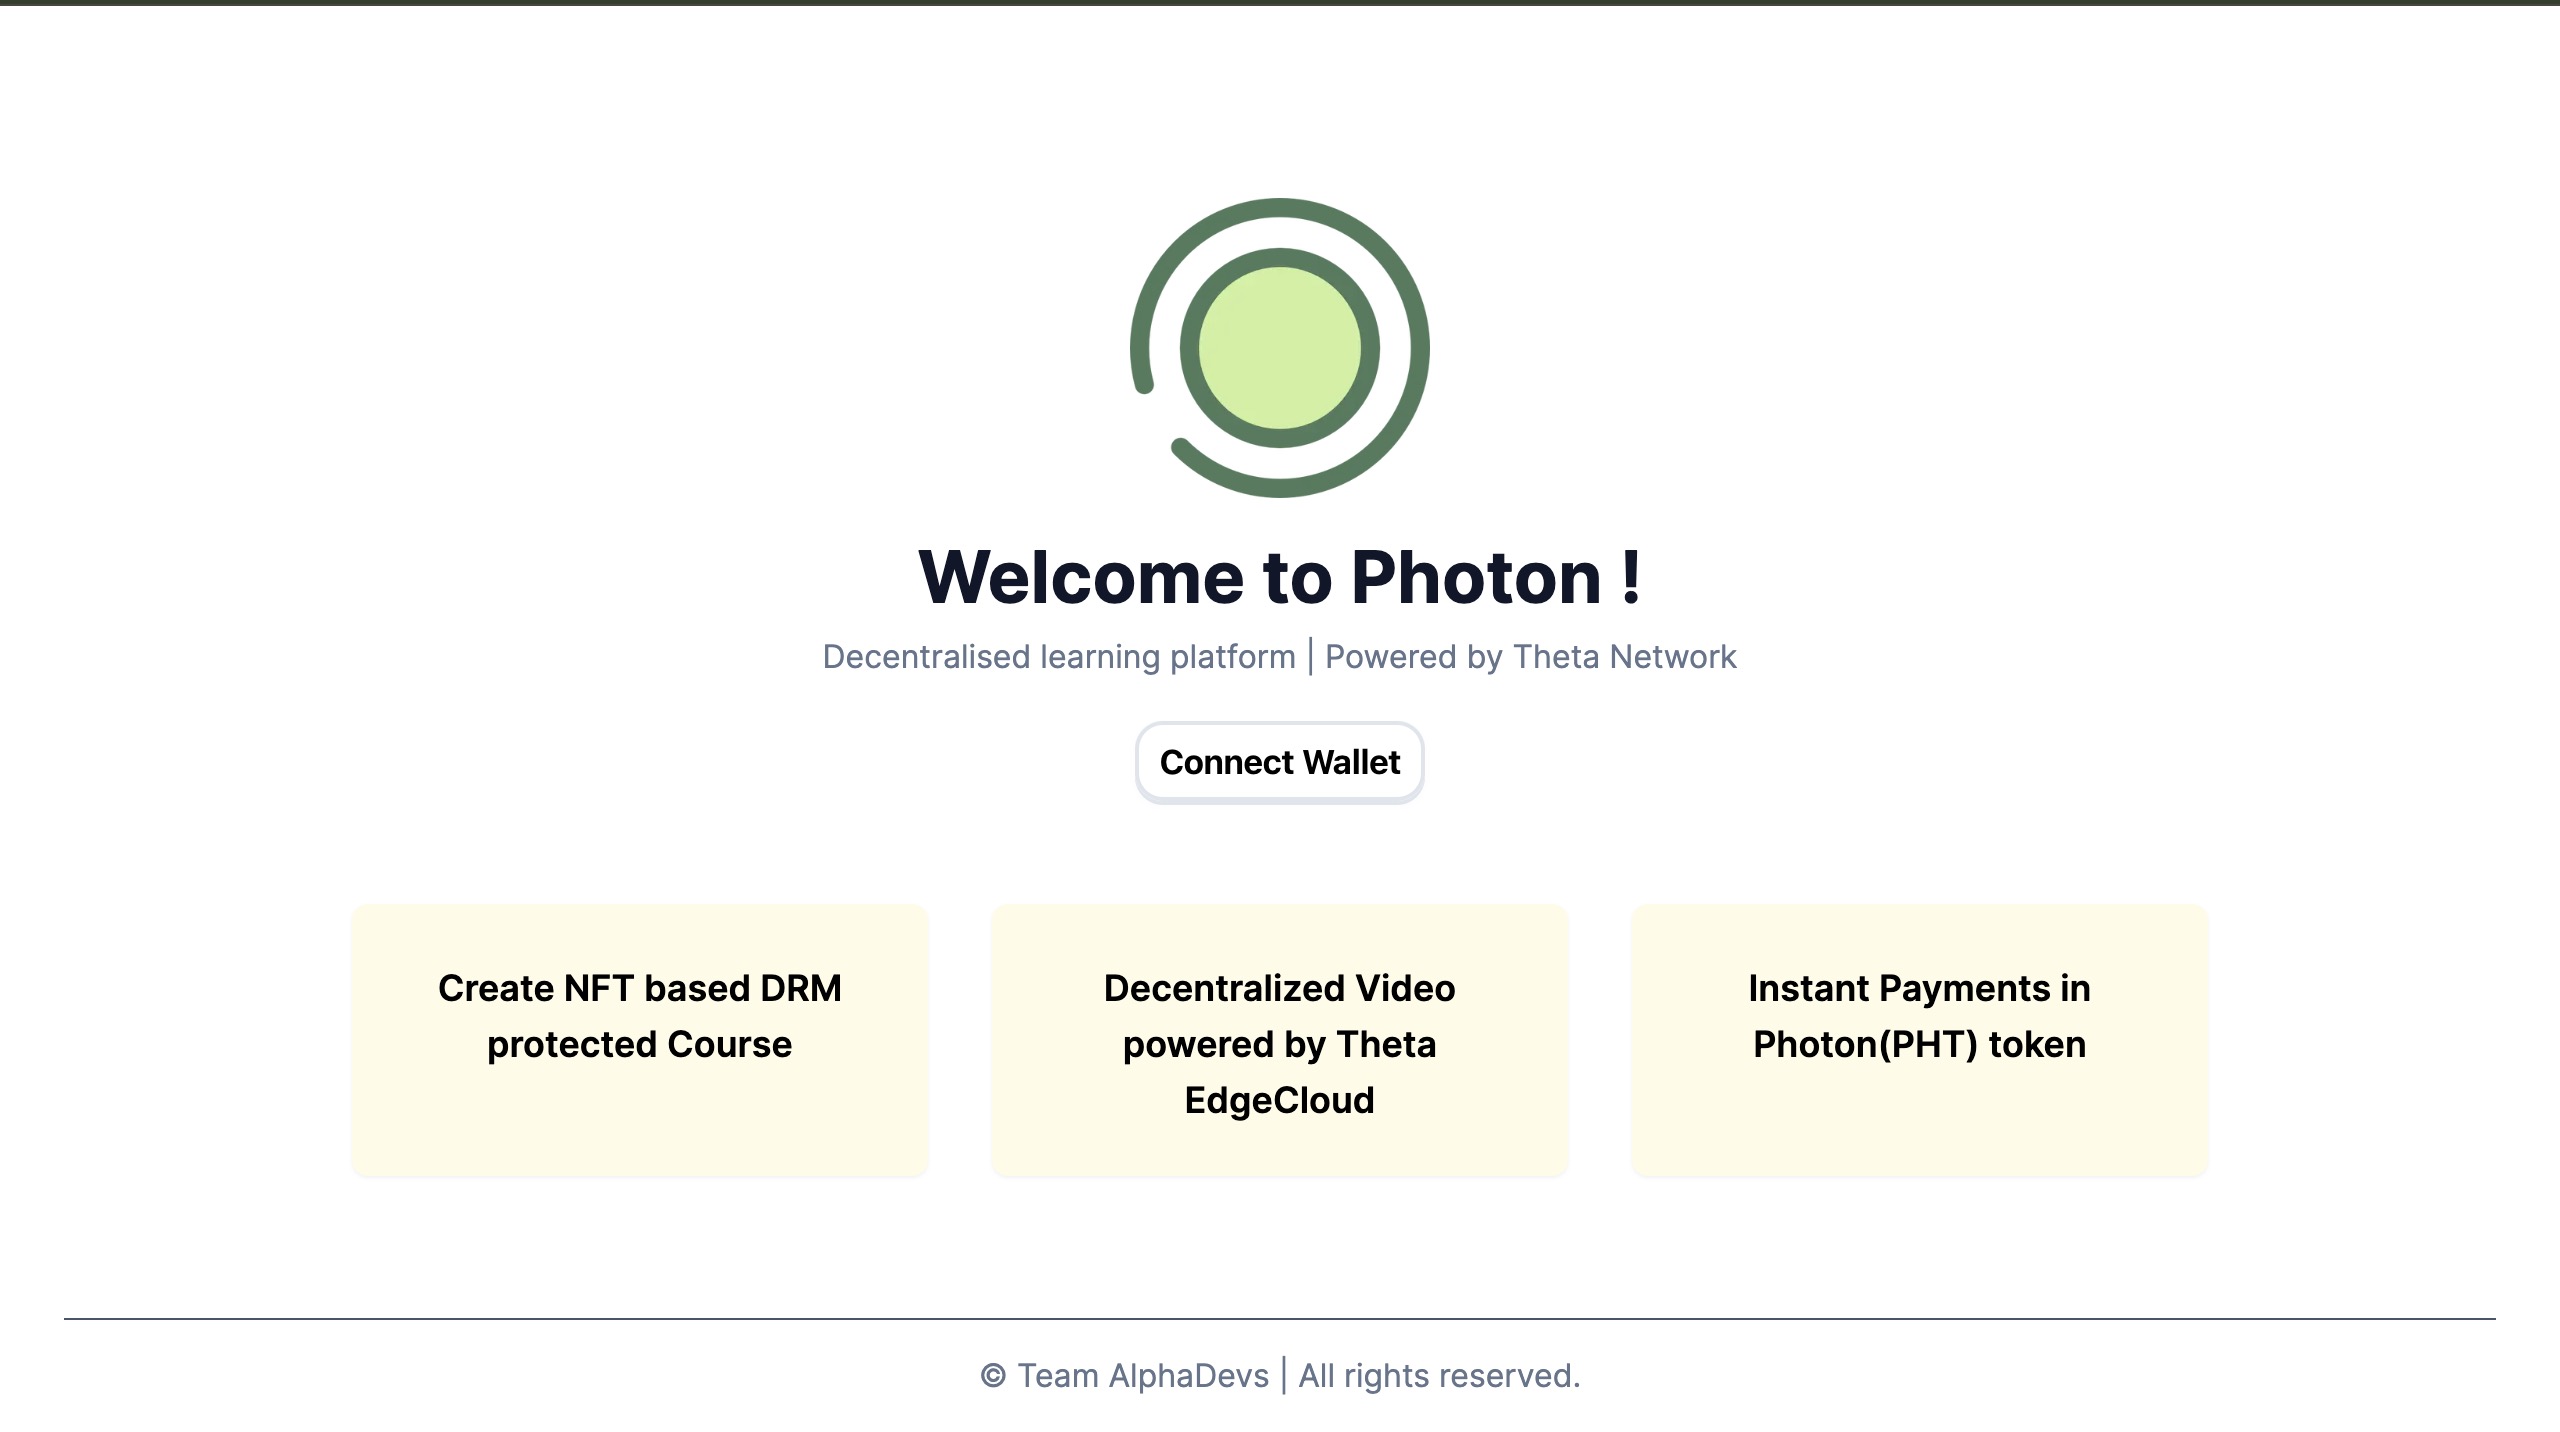 Welcome to Photon !
Decentralised learning platform | Powered by Theta Network
Connect Wallet
Create NFT based DRM
protected Course
Decentralized Video
powered by Theta
EdgeCloud
Instant Payments in
Photon(PHT) token
© Team AlphaDevs | All rights reserved.